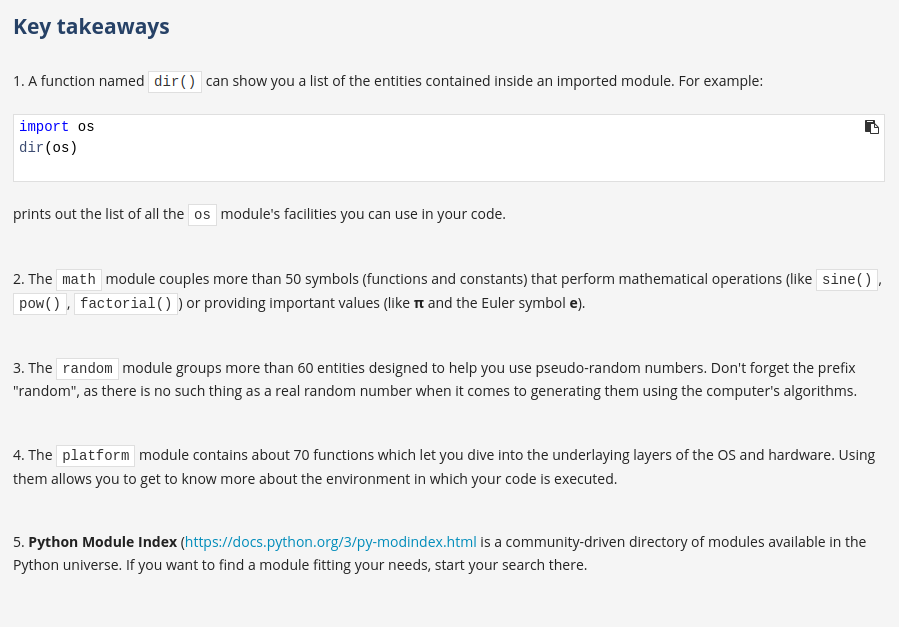 Key takeaways
1. A function named dir() can show you a list of the entities contained inside an imported module. For example:
import os
dir(os)
prints out the list of all the os module's facilities you can use in your code.
2. The math module couples more than 50 symbols (functions and constants) that perform mathematical operations (like sine(),
pow(), factorial()) or providing important values (like π and the Euler symbol e).
3. The random module groups more than 60 entities designed to help you use pseudo-random numbers. Don't forget the prefix
"random", as there is no such thing as a real random number when it comes to generating them using the computer's algorithms.
4. The platform module contains about 70 functions which let you dive into the underlaying layers of the OS and hardware. Using
them allows you to get to know more about the environment in which your code is executed.
5. Python Module Index (https://docs.python.org/3/py-modindex.html is a community-driven directory of modules available in the
Python universe. If you want to find a module fitting your needs, start your search there.